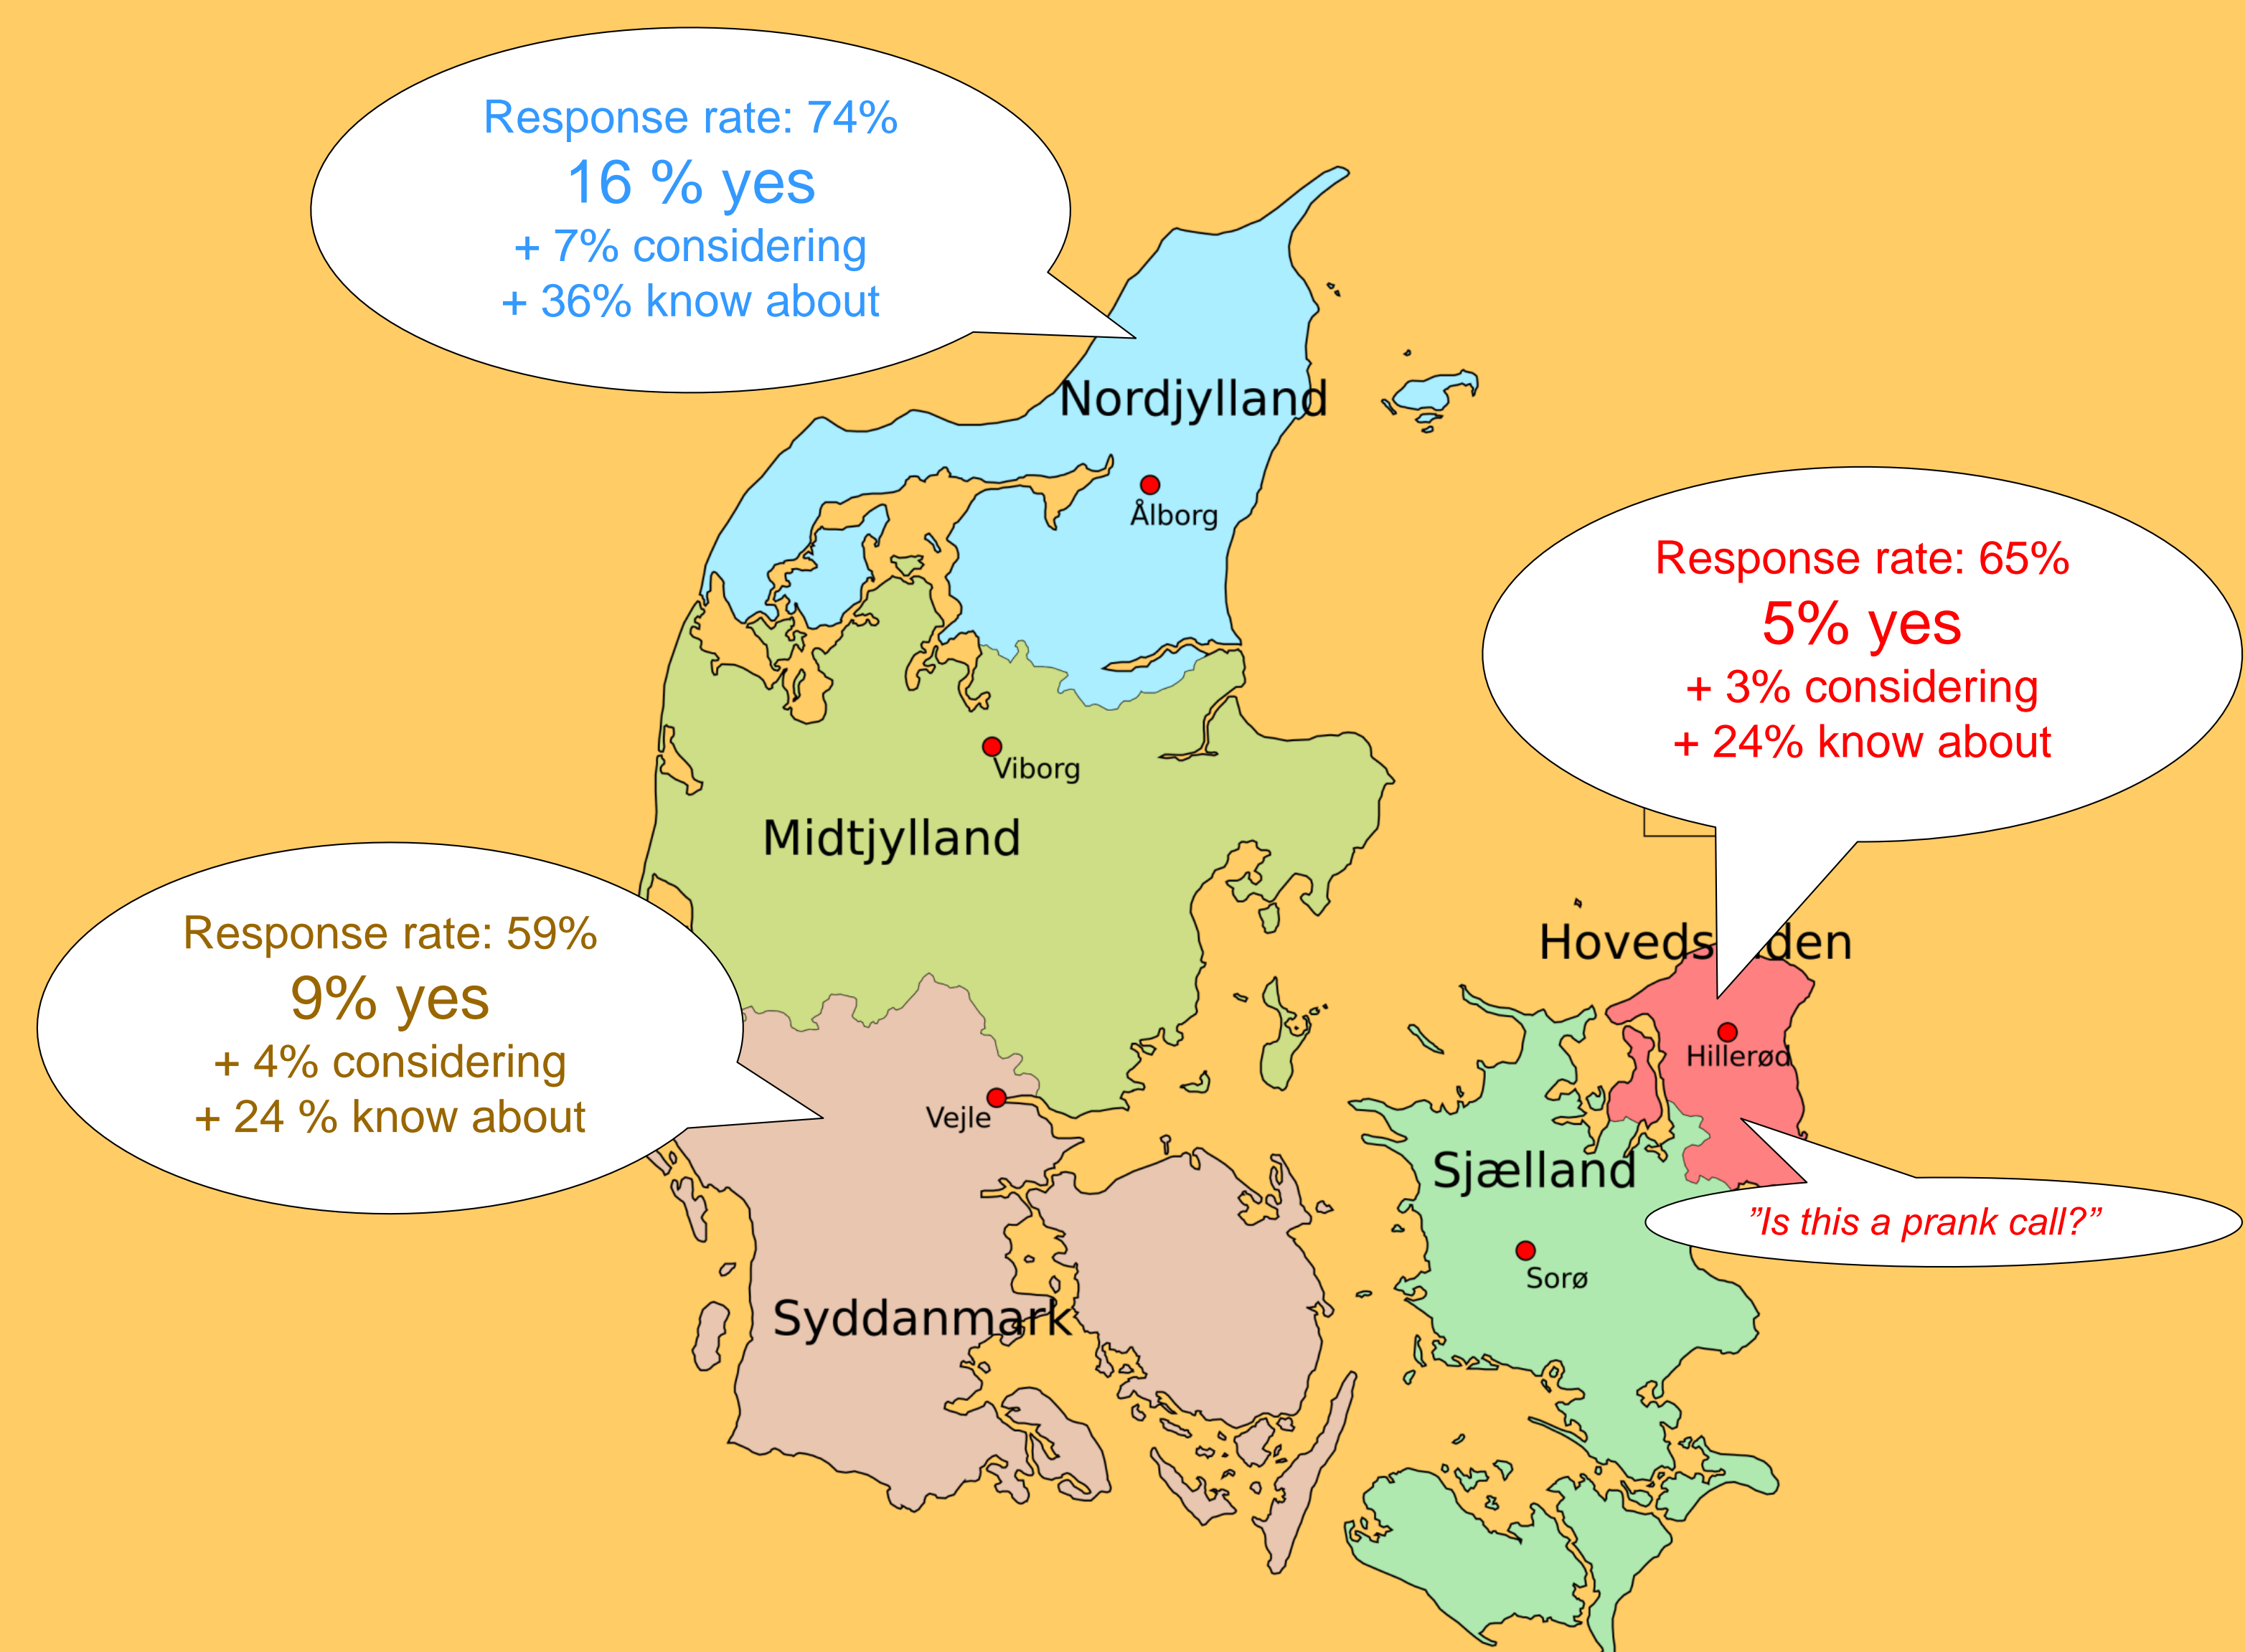 Response rate: 74%
16 % yes
+ 7% considering
+ 36% know about
Nordjylland
Ålborg
Response rate: 65%
5% yes
+ 3% considering
+ 24% know about
Viborg
Midtjylland
Response rate: 59%
9% yes
+ 4% considering
+ 24 % know about
Hoveds den
Hillerød
Vejle
Sjælland
”Is this a prank call?”
Sorø
Syddanmark